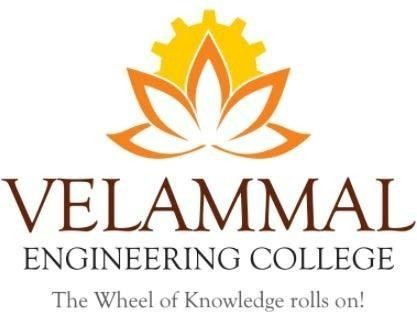 VELAMMAL
ENGINEERING COLLEGE
The Wheel of Knowledge rolls on!